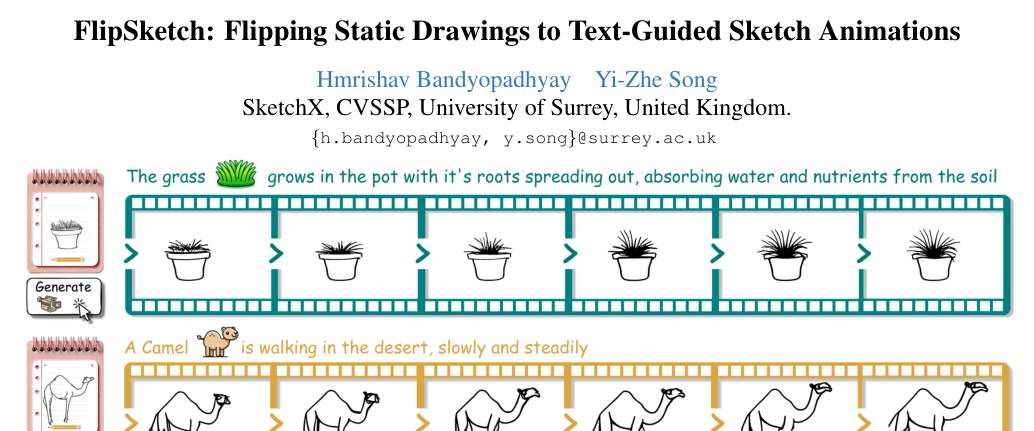 FlipSketch: Flipping Static Drawings to Text-Guided Sketch Animations
Hmrishav Bandyopadhyay Yi-Zhe Song
SketchX, CVSSP, University of Surrey, United Kingdom.
{h.bandyopadhyay, y.song}@surrey.ac.uk
The grass grows in the pot with it's roots spreading out, absorbing water and nutrients from the soil
Generate
A Camel is walking in the desert, slowly and steadily